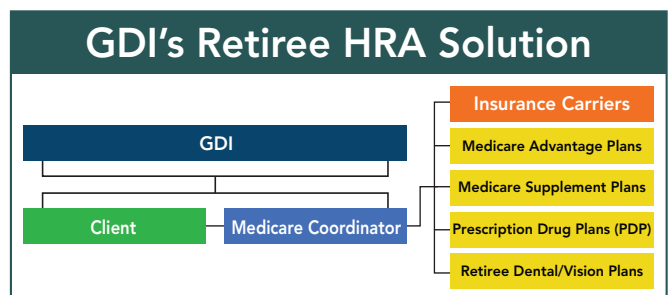 GDI's Retiree HRA Solution
Insurance Carriers
GDI
Medicare Advantage Plans
Medicare Supplement Plans
Client
Medicare Coordinator
Prescription Drug Plans (PDP)
Retiree Dental/Vision Plans